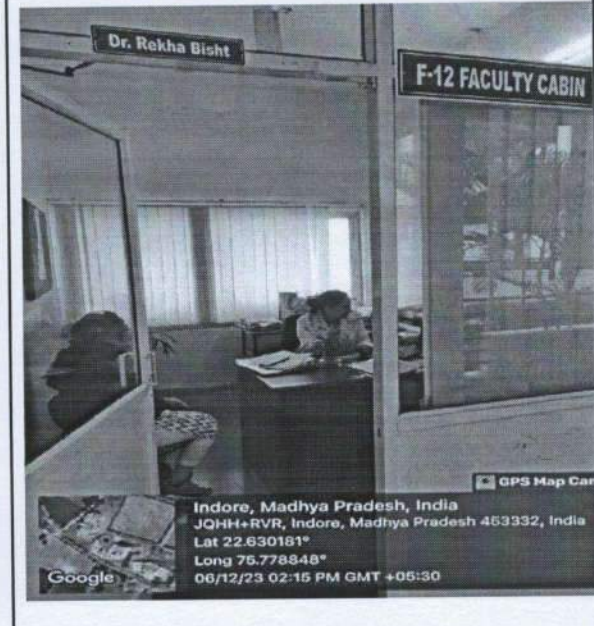 Dr. Rekha Bisht
F-12 FACULTY CABIN
GPS Map Cam
Indore, Madhya Pradesh, India
JQHH+RVR, Indore, Madhya Pradesh 453332, India
Lat 22.630181°
Long 75.778848°
06/12/23 02:15 PM GMT +05:30
Google